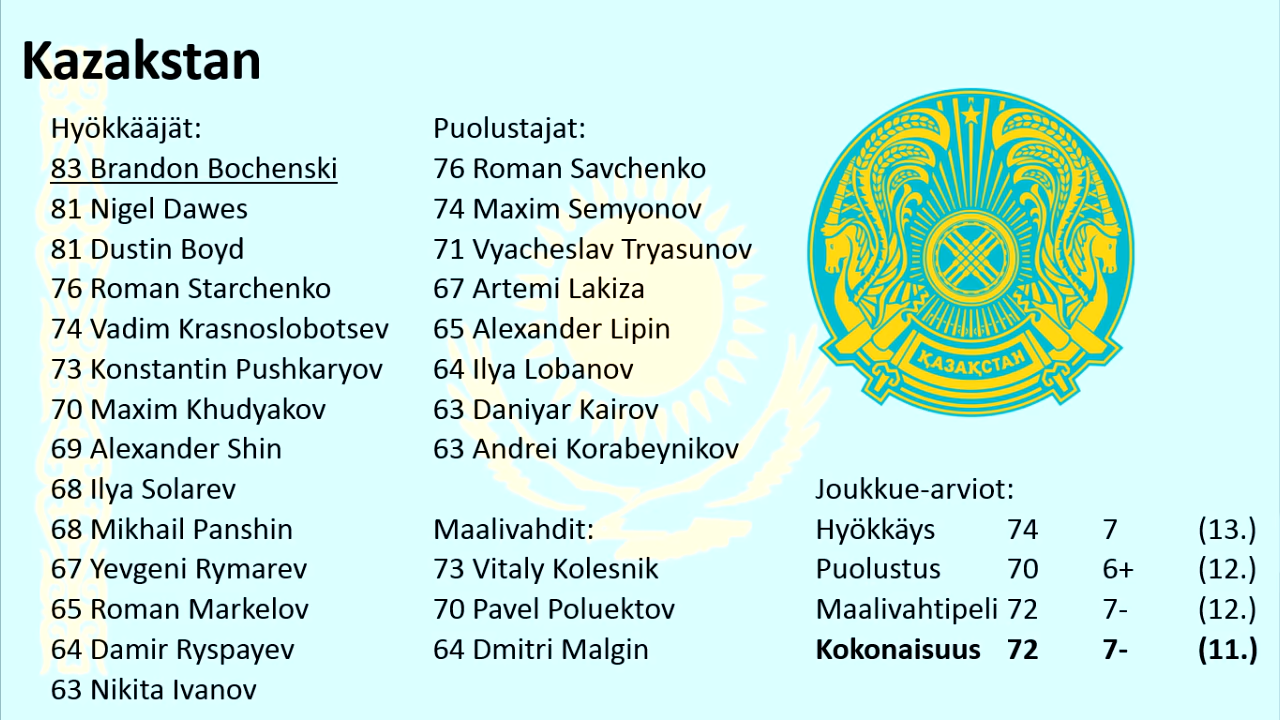 Kazakstan
Hyökkääjät:
83 Brandon Bochenski
81 Nigel Dawes
81 Dustin Boyd
76 Roman Starchenko
74 Vadim Krasnoslobotsev
73 Konstantin Pushkaryov
70 Maxim Khudyakov
69 Alexander Shin
68 Ilya Solarev
68 Mikhail Panshin
67 Yevgeni Rymarev
65 Roman Markelov
64 Damir Ryspayev
63 Nikita Ivanov
Puolustajat:
76 Roman Savchenko
74 Maxim Semyonov
71 Vyacheslav Tryasunov
67 Artemi Lakiza
65 Alexander Lipin
64 Ilya Lobanov
63 Daniyar Kairov
63 Andrei Korabeynikov
Maalivahdit:
73 Vitaly Kolesnik
70 Pavel Poluektov
64 Dmitri Malgin
ҚАЗАҚСТАН
Joukkue-arviot:
Hyökkäys 74 7 (13.)
Puolustus 70 6+ (12.)
Maalivahtipeli 72 7- (12.)
Kokonaisuus 72 7- (11.)